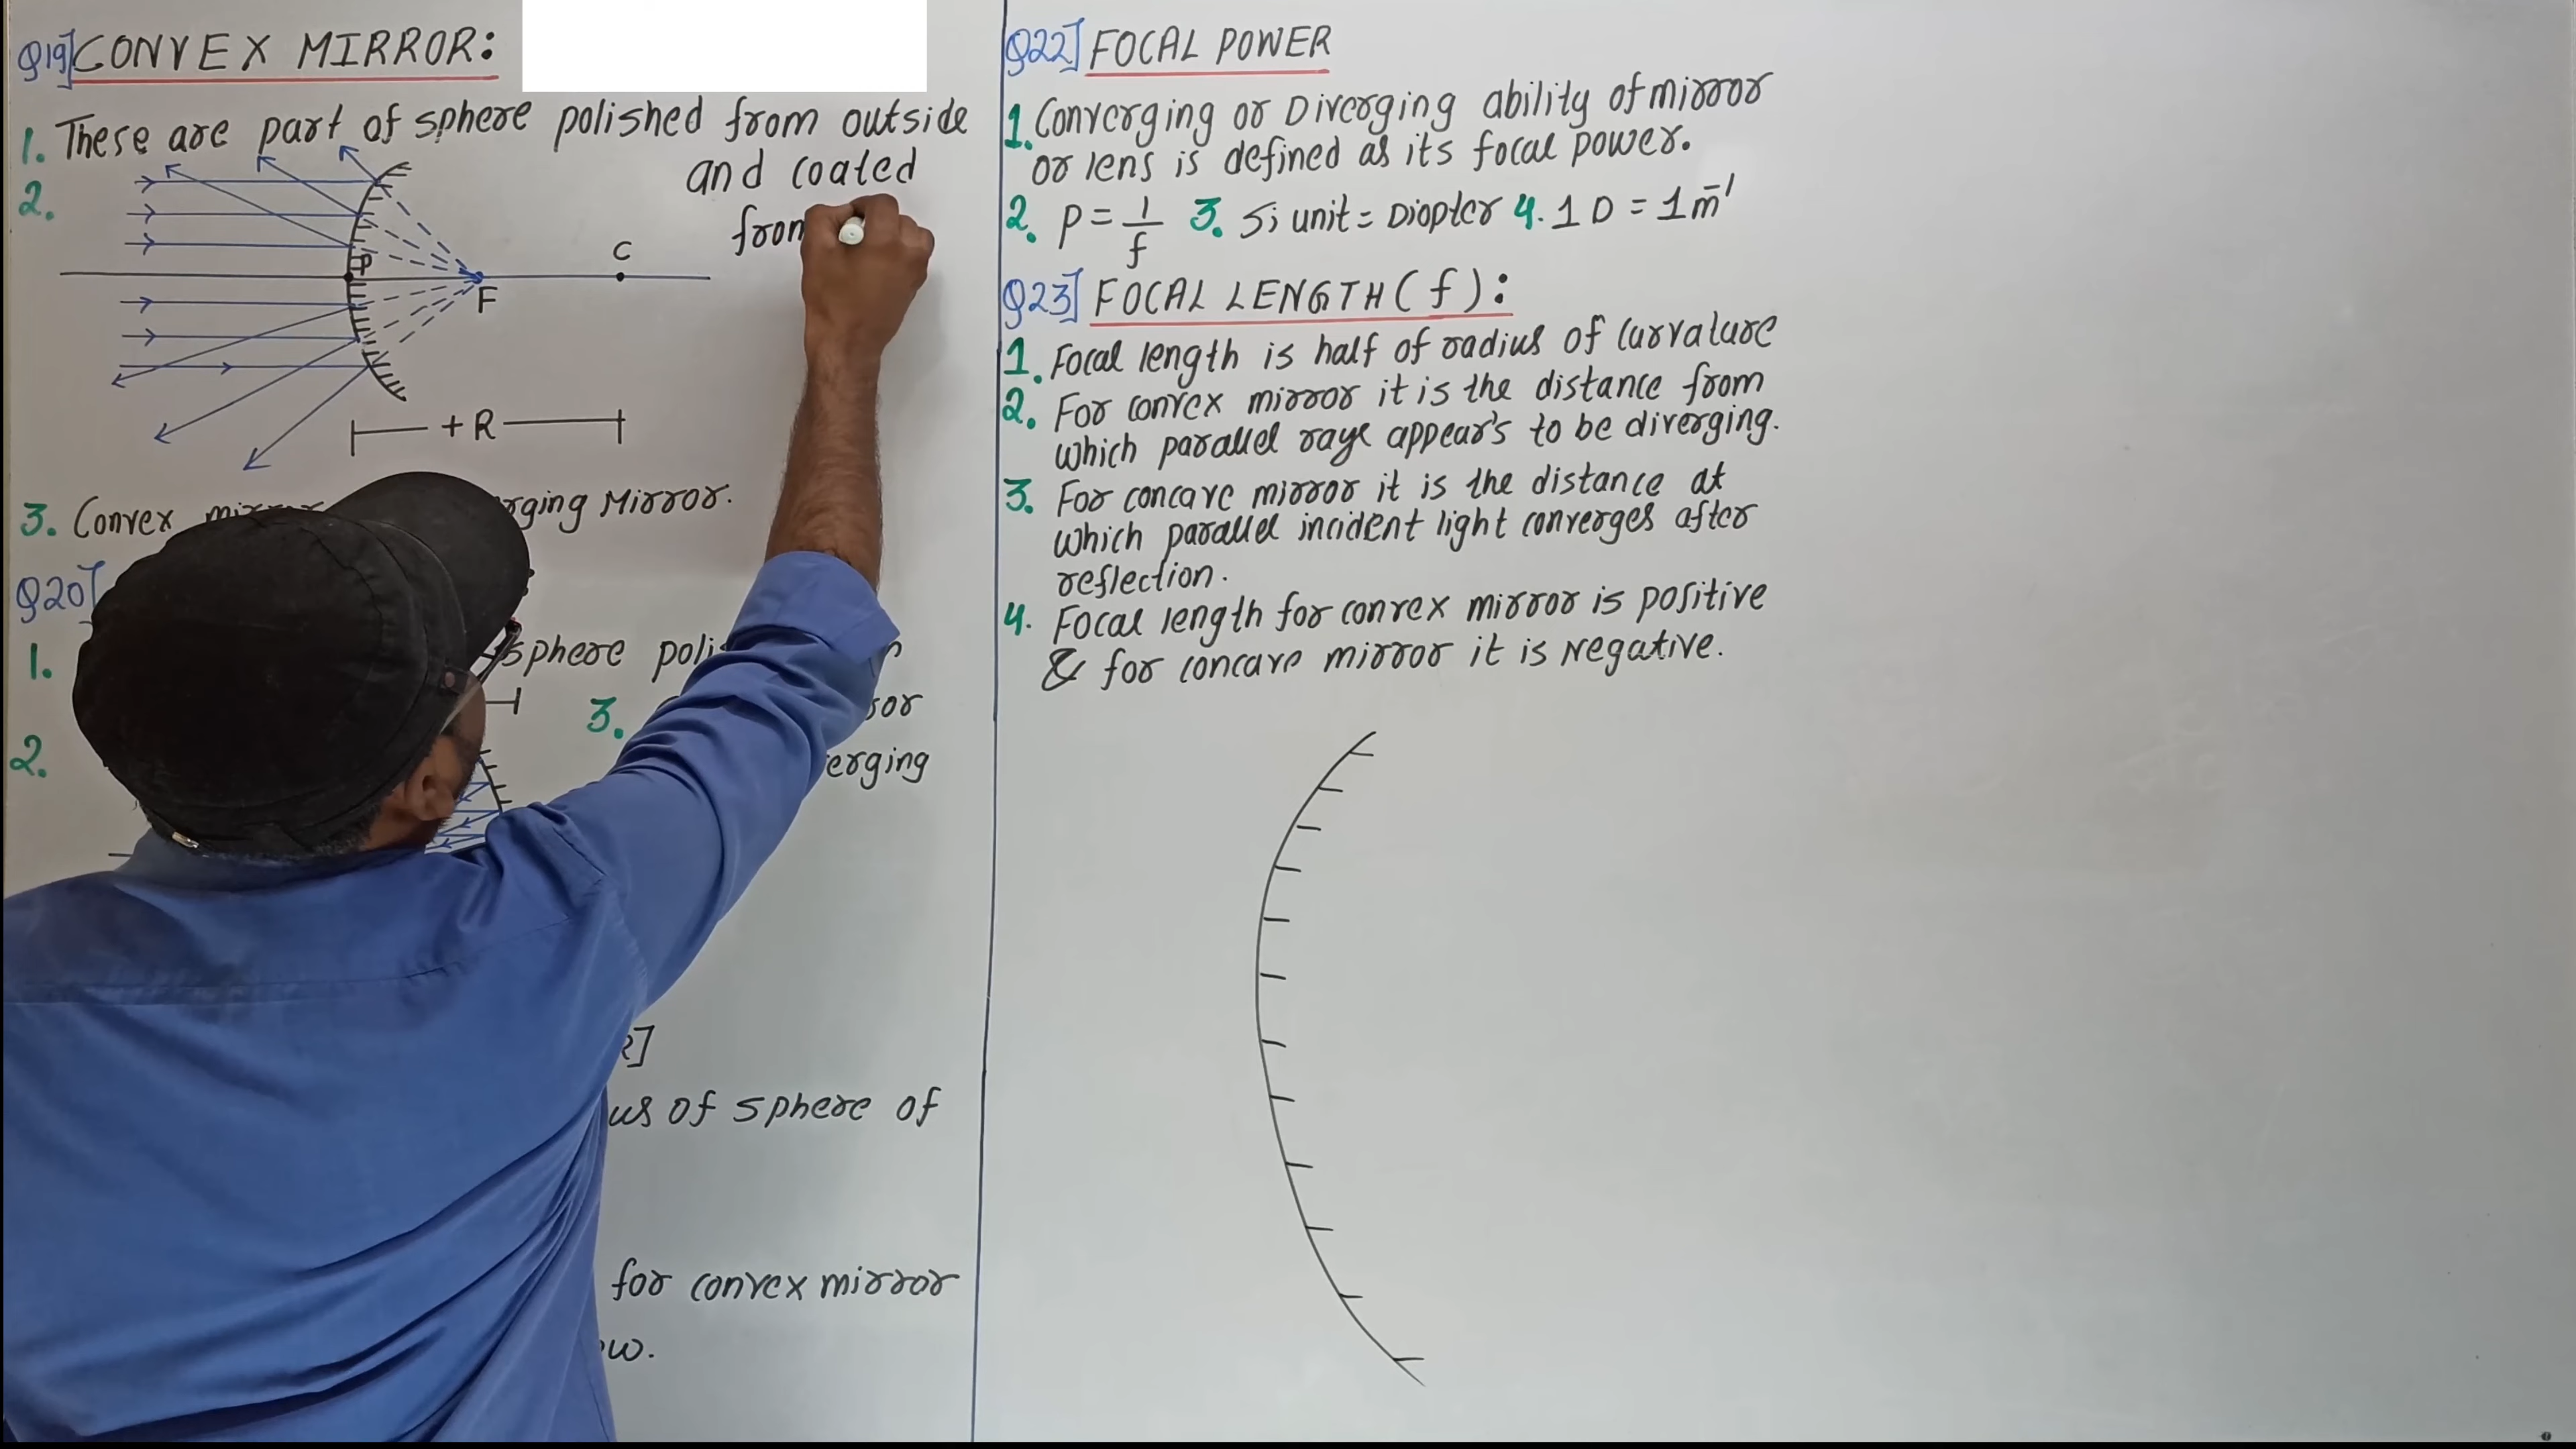 Q19] CONVEX MIRROR:
1. These are part of sphere polished from outside
and coated
from
2.
P
F
C
+R
3. Convex mirror Mirror.
Q20]
1. sphere
2.
3.
R]
of sphere of
for convex mirror
Q22] FOCAL POWER
1. Converging or Diverging ability of mirror
or lens is defined as its focal power.
2. P = 1/f 3. Si unit = Diopter 4. 1 D = 1 m⁻¹
Q23] FOCAL LENGTH ( f ) :
1. Focal length is half of radius of Curvature
2. For convex mirror it is the distance from
which parallel raye appear's to be diverging.
3. For concave mirror it is the distance at
which parallel incident light converges after
reflection.
4. Focal length for convex mirror is positive
& for concave mirror it is Negative.